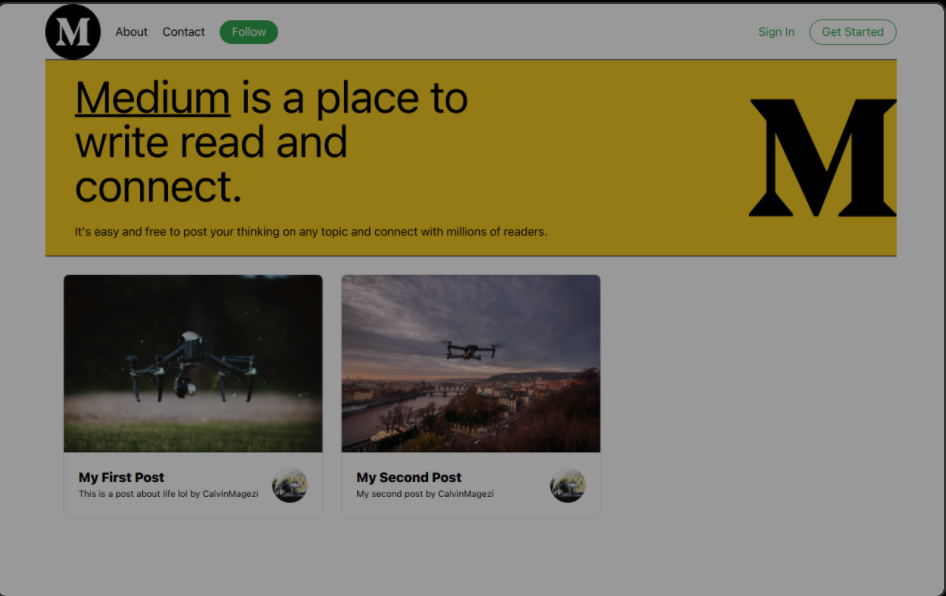 M About Contact Follow Sign In Get Started
Medium is a place to
write read and
connect.
M
It's easy and free to post your thinking on any topic and connect with millions of readers.
My First Post
This is a post about life lol by CalvinMagezi
My Second Post
My second post by CalvinMagezi